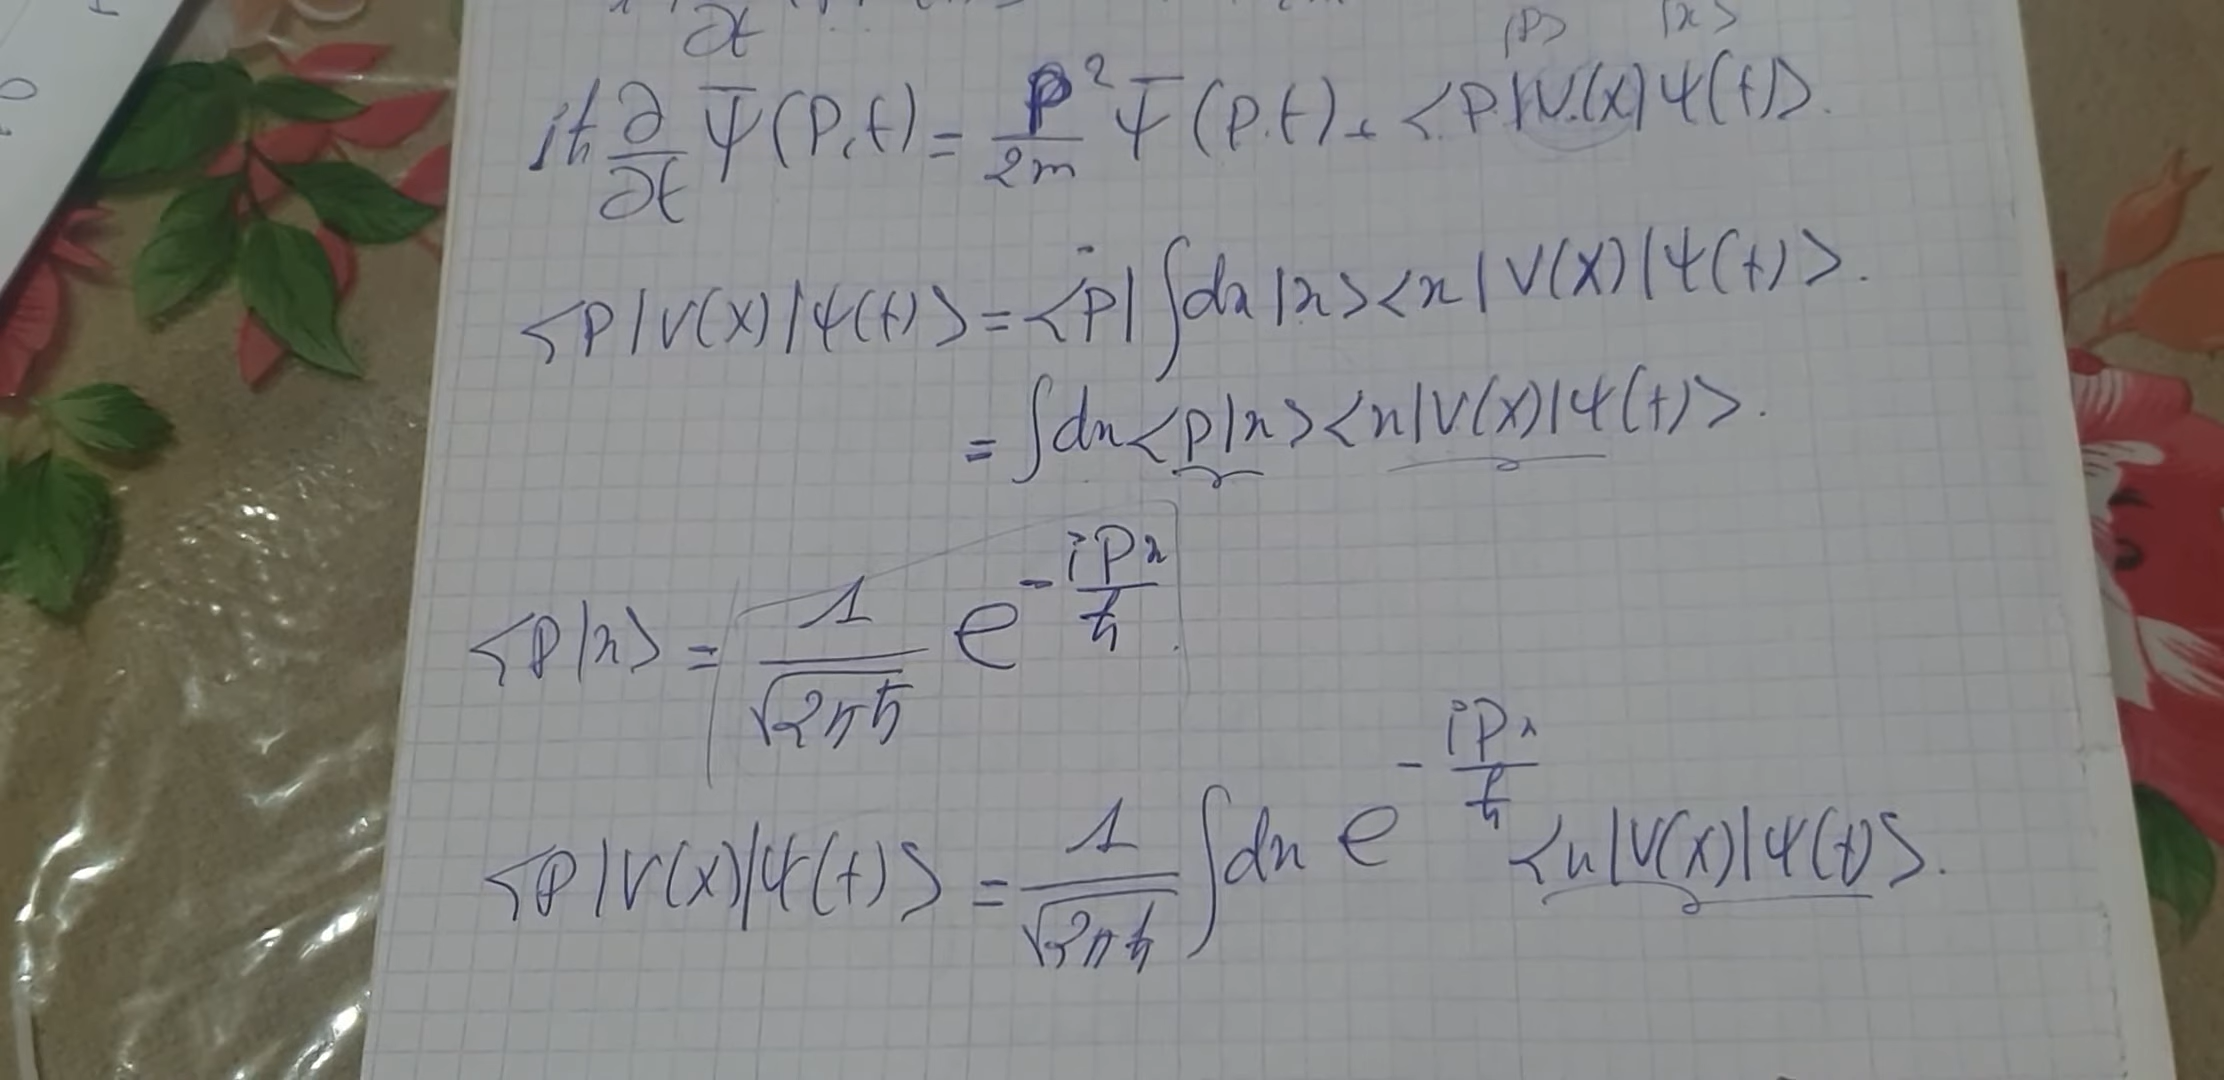 ∂t
|P> |x>
iħ ∂/∂t Ψ̄(P,t) = P²/2m Ψ̄(P,t) + <P|V(X)|Ψ(t)>.
<P|V(X)|Ψ(t)> = <P| ∫dx |x><x|V(X)|Ψ(t)>.
= ∫dx <P|x><x|V(X)|Ψ(t)>.
<P|x> = 1/√2πħ e^(-iPx/ħ).
<P|V(X)|Ψ(t)> = 1/√2πħ ∫dx e^(-iPx/ħ) <x|V(X)|Ψ(t)>.